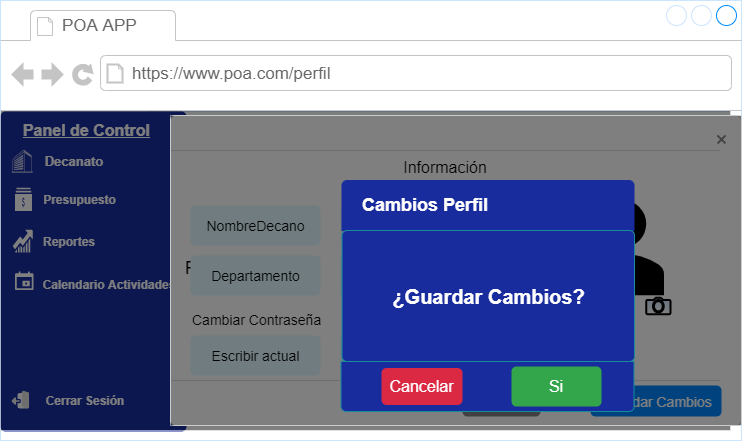 POA APP
https://www.poa.com/perfil
Panel de Control
Decanato
Presupuesto
Reportes
Calendario Actividades
Cerrar Sesión
×
Información
NombreDecano
Departamento
Cambiar Contraseña
Escribir actual
Cambios Perfil
¿Guardar Cambios?
Cancelar
Si
dar Cambios